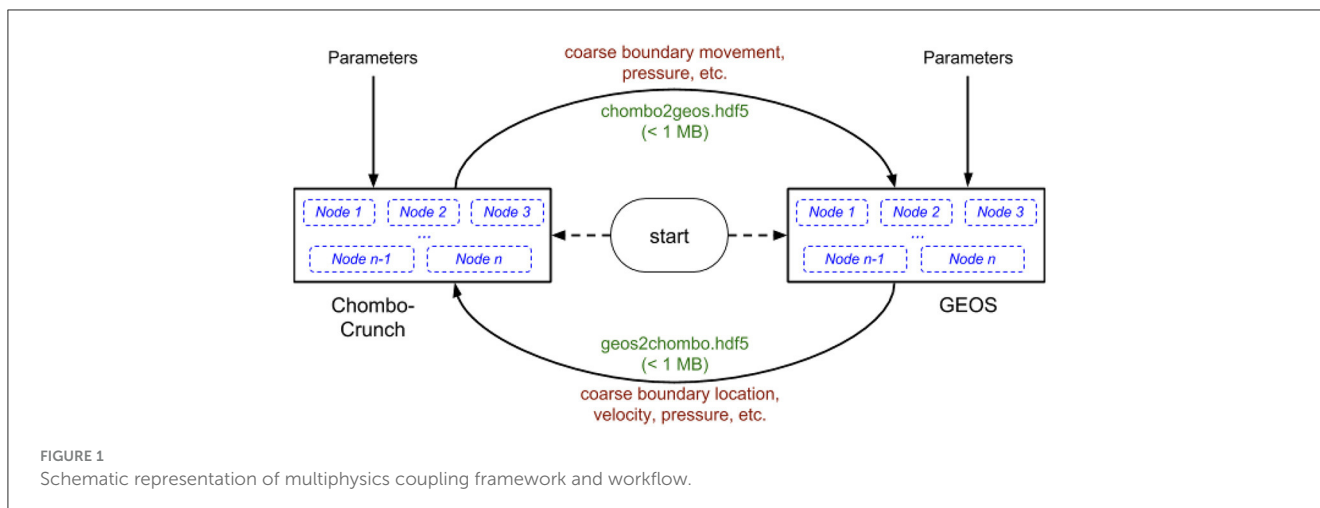 Parameters
coarse boundary movement,
pressure, etc.
Parameters
chombo2geos.hdf5
(< 1 MB)
Node 1 Node 2 Node 3
...
Node n-1 Node n
start
Node 1 Node 2 Node 3
...
Node n-1 Node n
Chombo-
Crunch
GEOS
geos2chombo.hdf5
(< 1 MB)
coarse boundary location,
velocity, pressure, etc.
FIGURE 1
Schematic representation of multiphysics coupling framework and workflow.